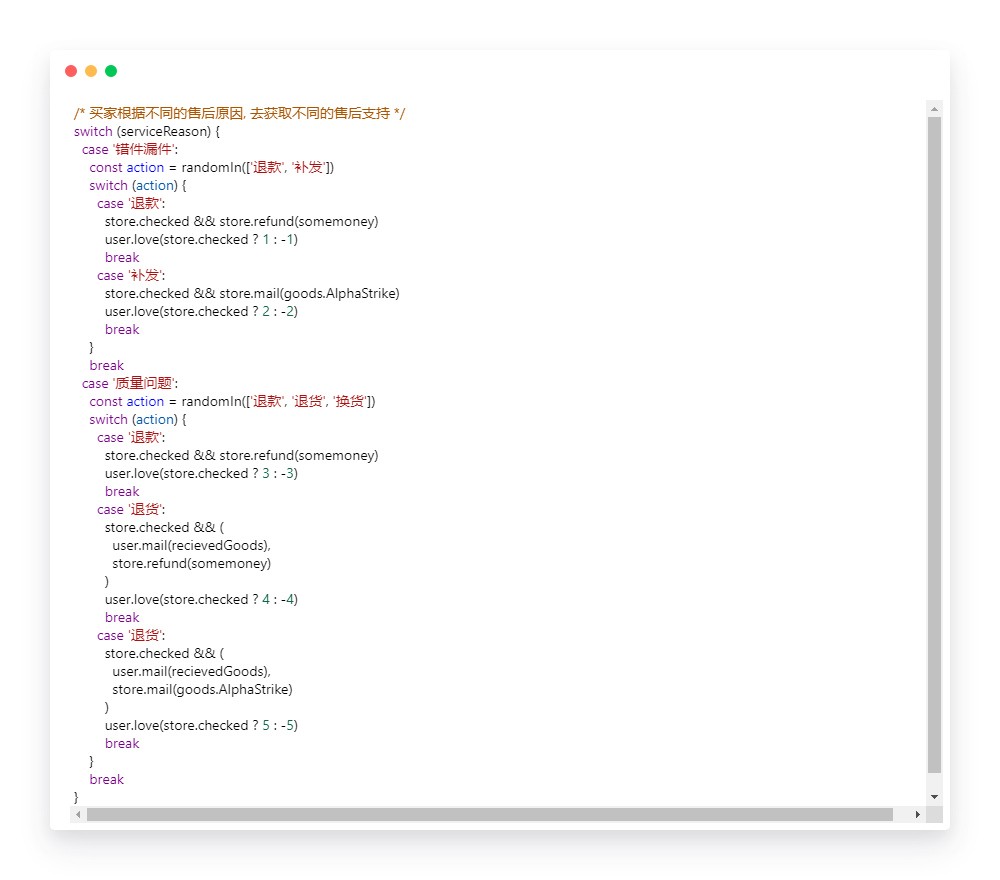 /* 买家根据不同的售后原因, 去获取不同的售后支持 */
switch (serviceReason) {
  case '错件漏件':
    const action = randomIn(['退款', '补发'])
    switch (action) {
      case '退款':
        store.checked && store.refund(somemoney)
        user.love(store.checked ? 1 : -1)
        break
      case '补发':
        store.checked && store.mail(goods.AlphaStrike)
        user.love(store.checked ? 2 : -2)
        break
    }
    break
  case '质量问题':
    const action = randomIn(['退款', '退货', '换货'])
    switch (action) {
      case '退款':
        store.checked && store.refund(somemoney)
        user.love(store.checked ? 3 : -3)
        break
      case '退货':
        store.checked && (
          user.mail(recievedGoods),
          store.refund(somemoney)
        )
        user.love(store.checked ? 4 : -4)
        break
      case '退货':
        store.checked && (
          user.mail(recievedGoods),
          store.mail(goods.AlphaStrike)
        )
        user.love(store.checked ? 5 : -5)
        break
    }
    break
}